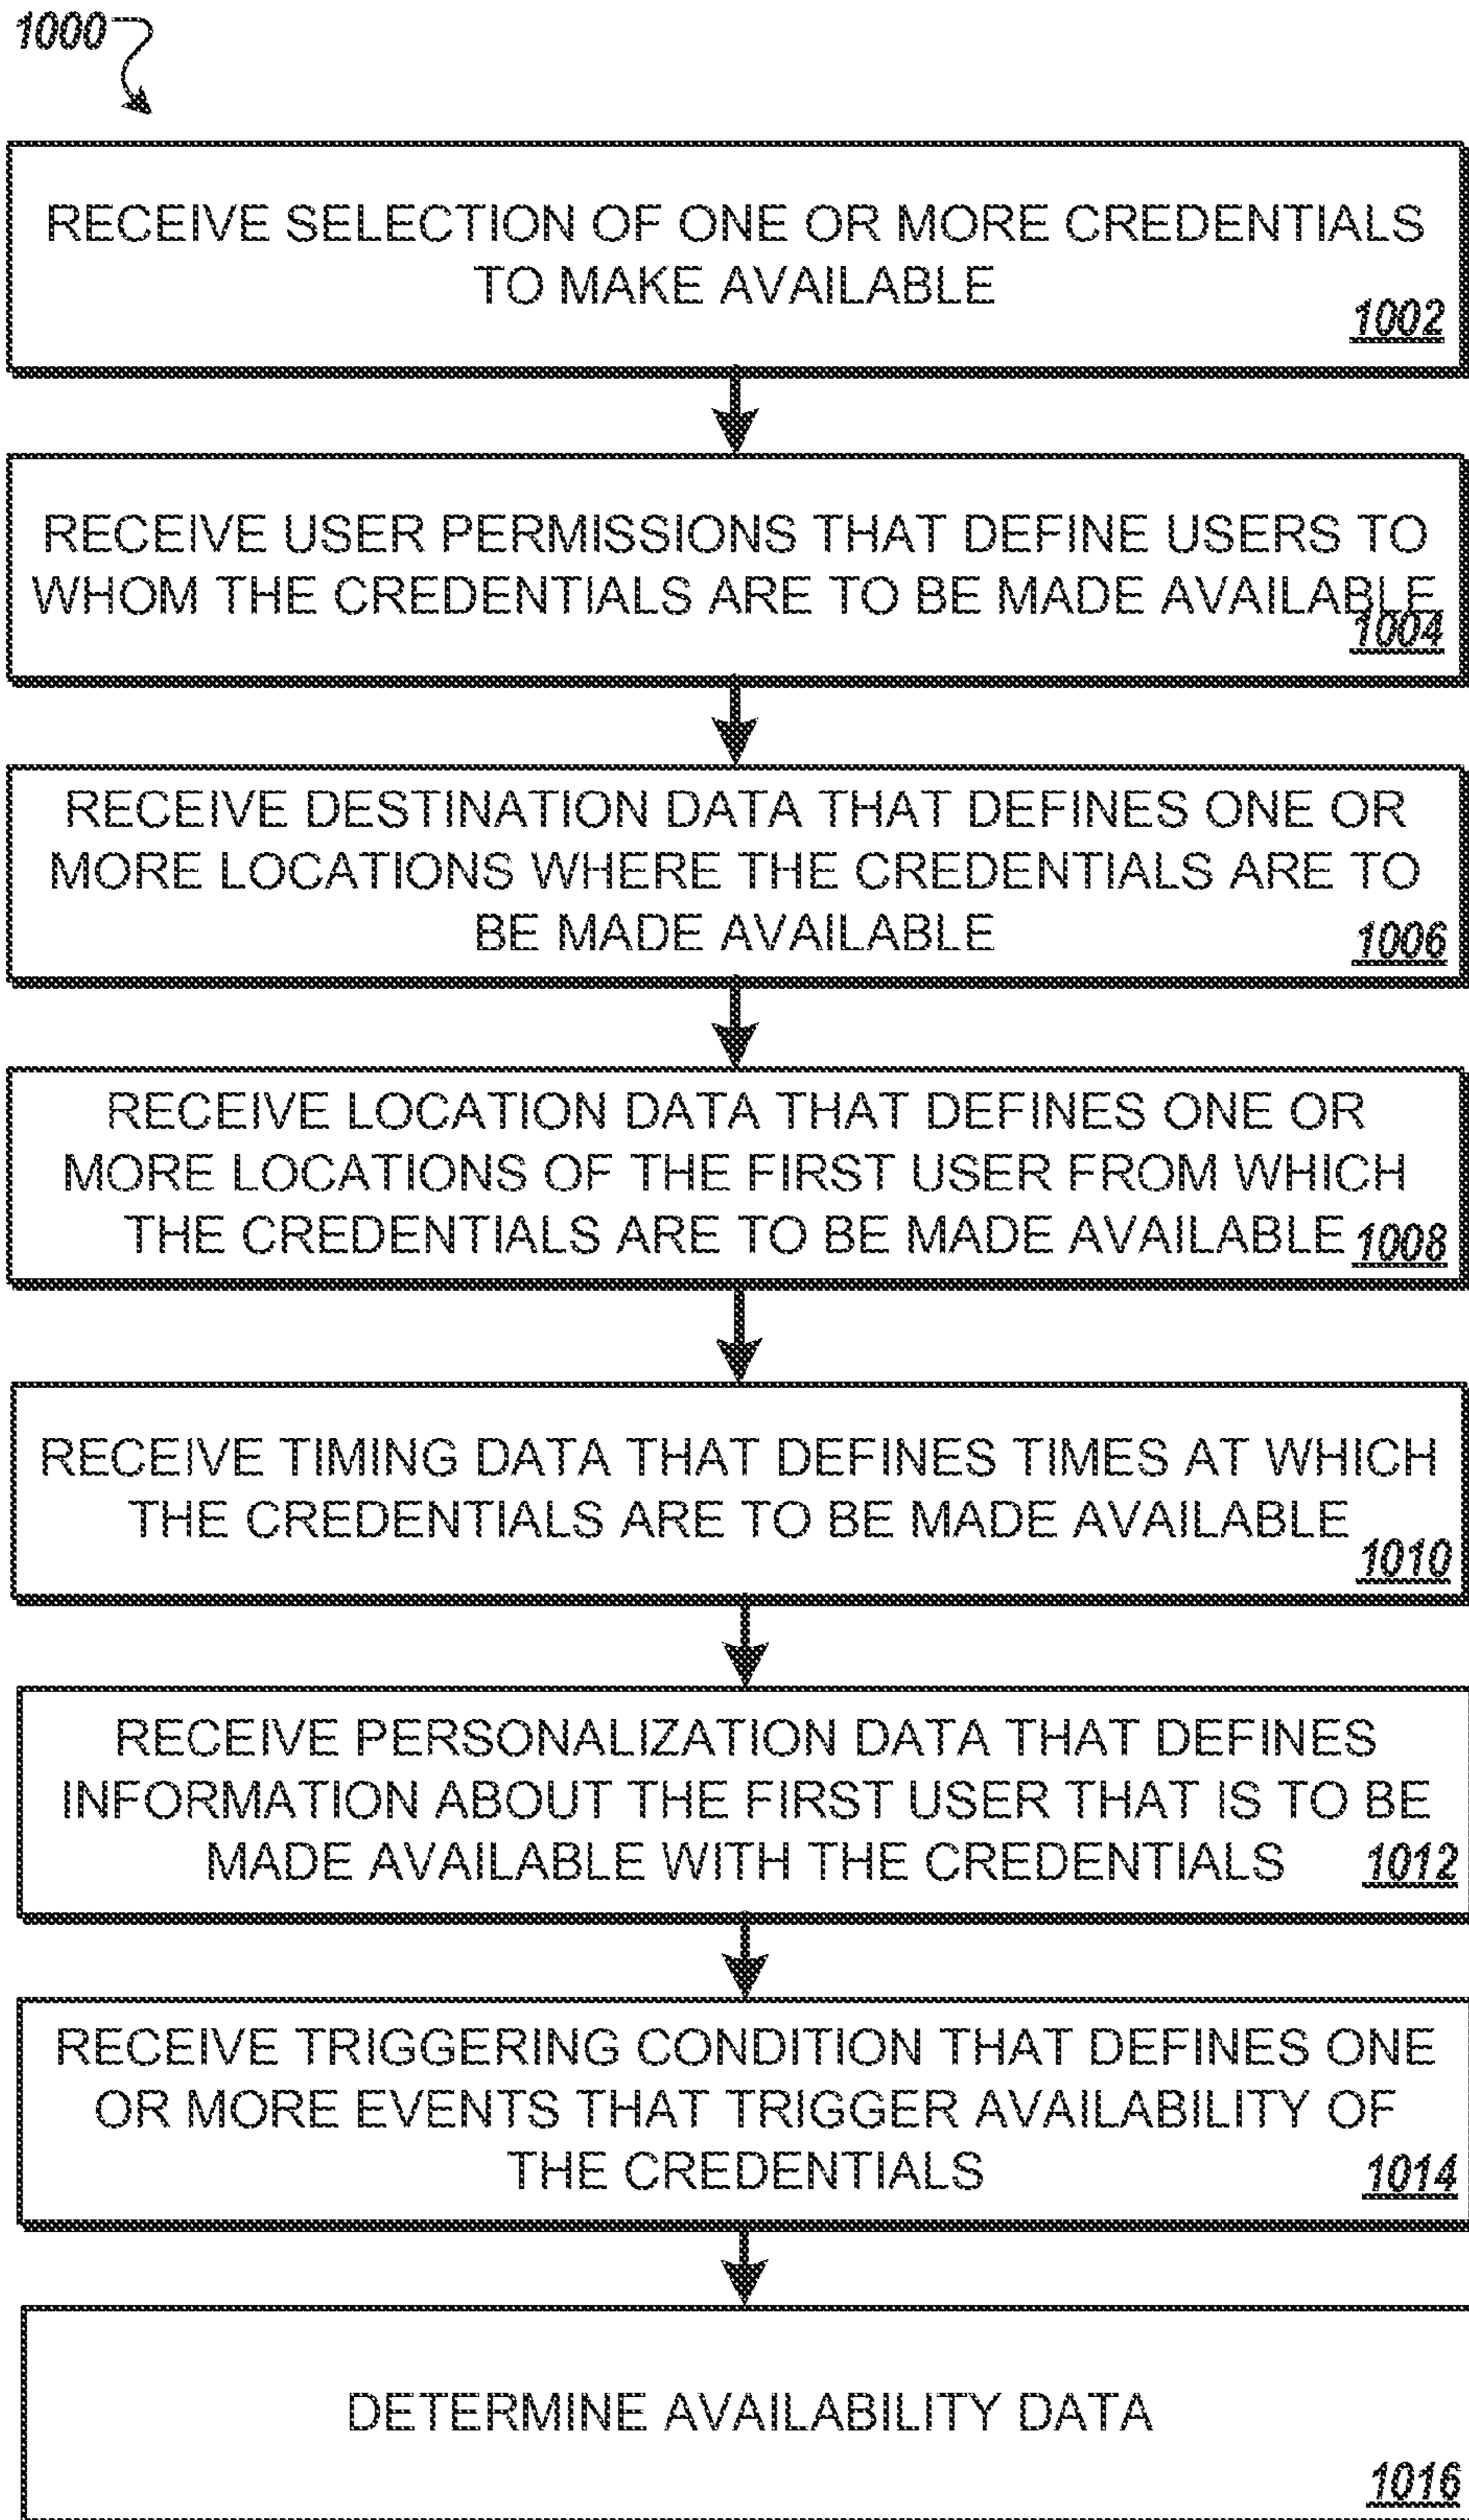 1000
RECEIVE SELECTION OF ONE OR MORE CREDENTIALS
TO MAKE AVAILABLE
1002
RECEIVE USER PERMISSIONS THAT DEFINE USERS TO
WHOM THE CREDENTIALS ARE TO BE MADE AVAILABLE
1004
RECEIVE DESTINATION DATA THAT DEFINES ONE OR
MORE LOCATIONS WHERE THE CREDENTIALS ARE TO
BE MADE AVAILABLE 1006
RECEIVE LOCATION DATA THAT DEFINES ONE OR
MORE LOCATIONS OF THE FIRST USER FROM WHICH
THE CREDENTIALS ARE TO BE MADE AVAILABLE 1008
RECEIVE TIMING DATA THAT DEFINES TIMES AT WHICH
THE CREDENTIALS ARE TO BE MADE AVAILABLE
1010
RECEIVE PERSONALIZATION DATA THAT DEFINES
INFORMATION ABOUT THE FIRST USER THAT IS TO BE
MADE AVAILABLE WITH THE CREDENTIALS 1012
RECEIVE TRIGGERING CONDITION THAT DEFINES ONE
OR MORE EVENTS THAT TRIGGER AVAILABILITY OF
THE CREDENTIALS 1014
DETERMINE AVAILABILITY DATA
1016